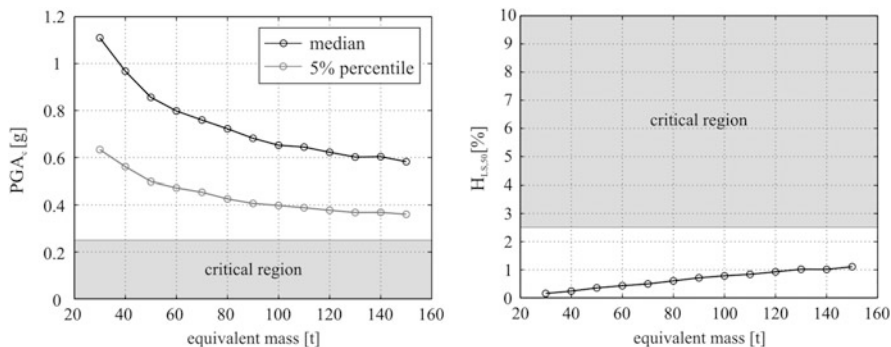 1.2
1
0.8
0.6
0.4
0.2
0
PGAc [g]
median
5% percentile
critical region
20 40 60 80 100 120 140 160
equivalent mass [t]
10
9
8
7
6
5
4
3
2
1
0
H_LS,50 [%]
critical region
20 40 60 80 100 120 140 160
equivalent mass [t]